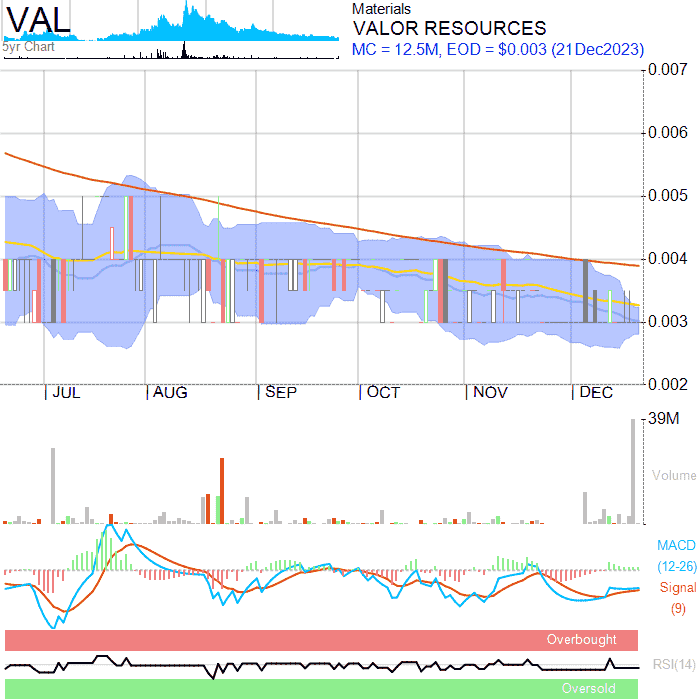 VAL
5yr Chart
Materials
VALOR RESOURCES
MC = 12.5M, EOD = $0.003 (21Dec2023)
0.007
0.006
0.005
0.004
0.003
0.002
JUL
AUG
SEP
OCT
NOV
DEC
39M
Volume
MACD
(12-26)
Signal
(9)
Overbought
RSI(14)
Oversold